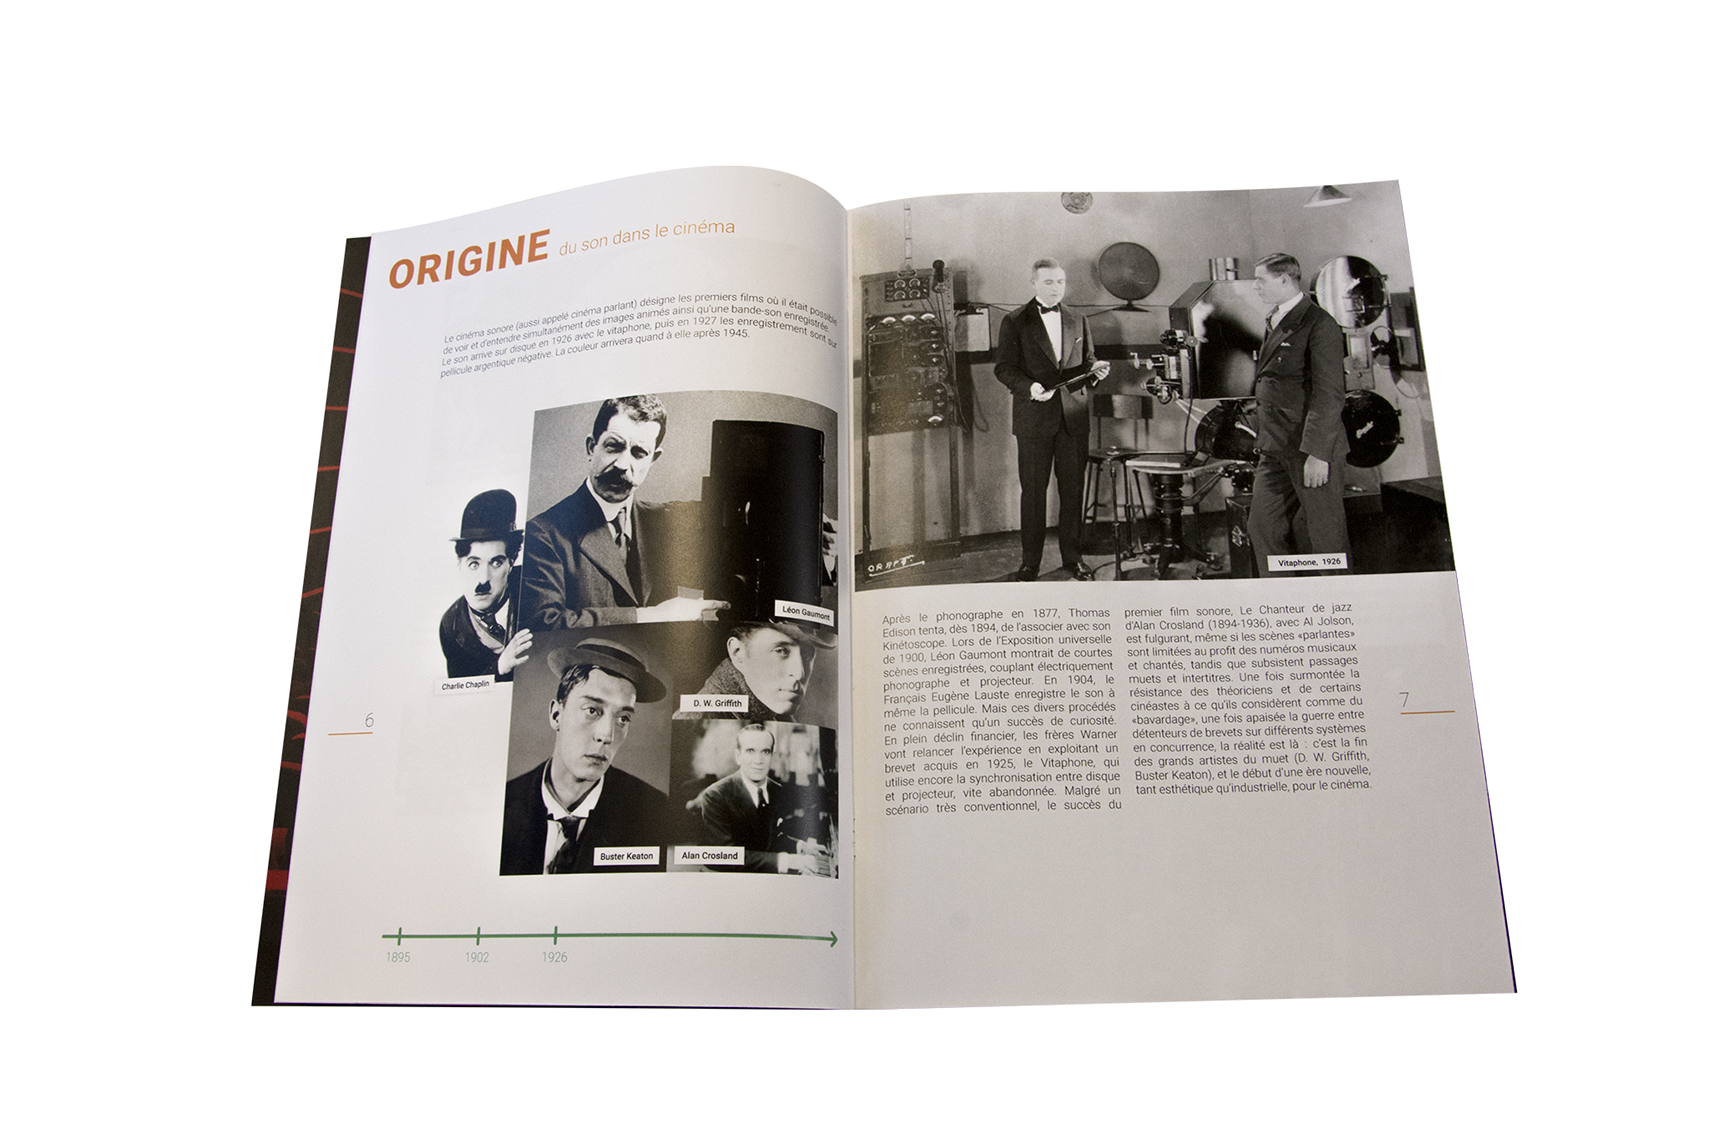 ORIGINE du son dans le cinéma
Le cinéma sonore (aussi appelé cinéma parlant) désigne les premiers films où il était possible
de voir et d'entendre simultanément des images animés ainsi qu'une bande-son enregistrée.
Le son arrive sur disque en 1926 avec le vitaphone, puis en 1927 les enregistrement sont sur
pellicule argentique négative. La couleur arrivera quand à elle après 1945.
Léon Gaumont
Charlie Chaplin
D. W. Griffith
Buster Keaton
Alan Crosland
6
1895
1902
1926
Vitaphone, 1926
Après le phonographe en 1877, Thomas
Edison tenta, dès 1894, de l'associer avec son
Kinétoscope. Lors de l'Exposition universelle
de 1900, Léon Gaumont montrait de courtes
scènes enregistrées, couplant électriquement
phonographe et projecteur. En 1904, le
Français Eugène Lauste enregistre le son à
même la pellicule. Mais ces divers procédés
ne connaissent qu'un succès de curiosité.
En plein déclin financier, les frères Warner
vont relancer l'expérience en exploitant un
brevet acquis en 1925, le Vitaphone, qui
utilise encore la synchronisation entre disque
et projecteur, vite abandonnée. Malgré un
scénario très conventionnel, le succès du
premier film sonore, Le Chanteur de jazz
d'Alan Crosland (1894-1936), avec Al Jolson,
est fulgurant, même si les scènes «parlantes»
sont limitées au profit des numéros musicaux
et chantés, tandis que subsistent passages
muets et intertitres. Une fois surmontée la
résistance des théoriciens et de certains
cinéastes à ce qu'ils considèrent comme du
«bavardage», une fois apaisée la guerre entre
détenteurs de brevets sur différents systèmes
en concurrence, la réalité est là : c'est la fin
des grands artistes du muet (D. W. Griffith,
Buster Keaton), et le début d'une ère nouvelle,
tant esthétique qu'industrielle, pour le cinéma.
7